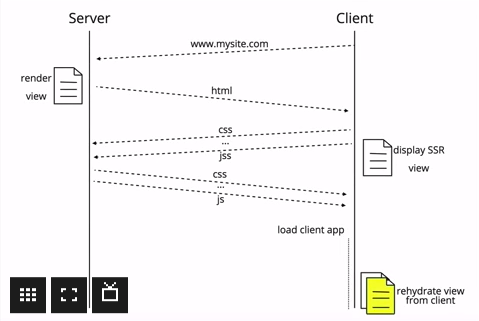 Server
Client
www.mysite.com
render
view
html
css
...
jss
display SSR
view
css
...
js
load client app
rehydrate view
from client